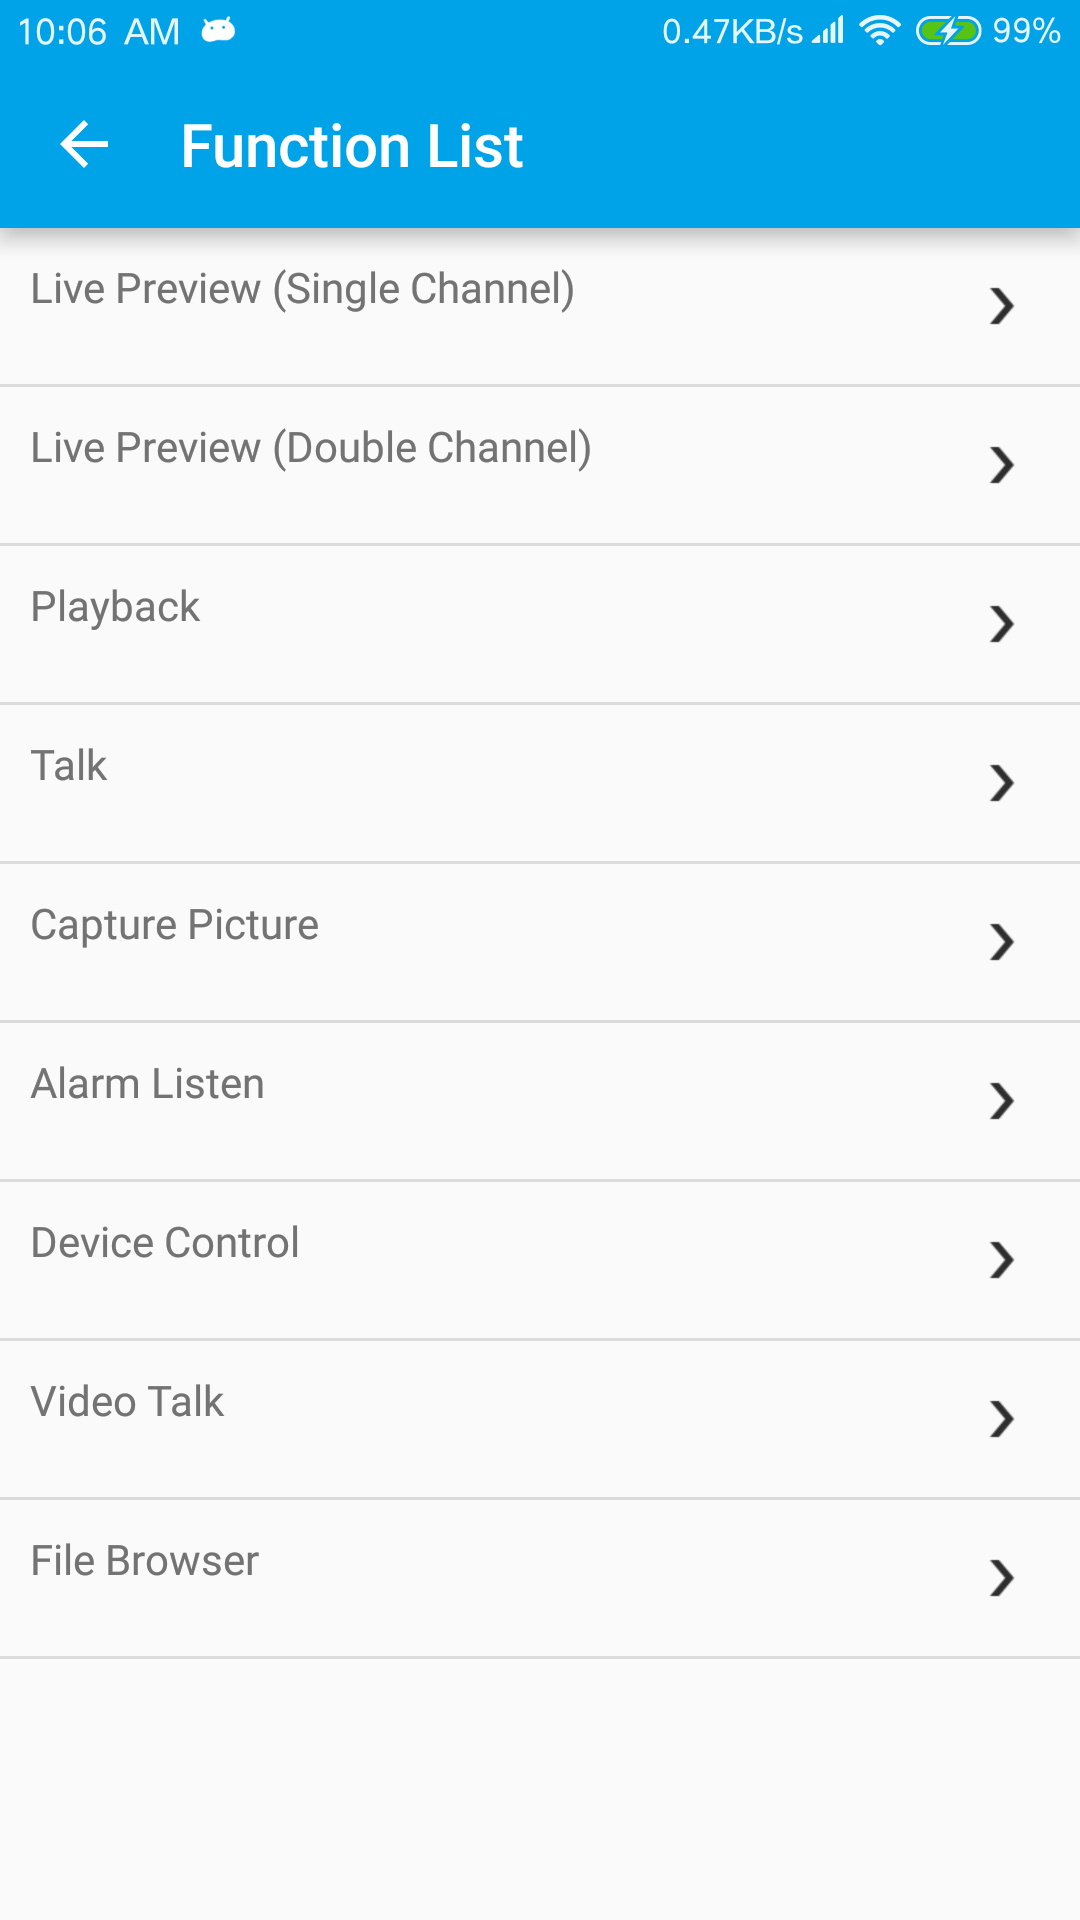 10:06 AM 0.47KB/s 99%
Function List
Live Preview (Single Channel)
Live Preview (Double Channel)
Playback
Talk
Capture Picture
Alarm Listen
Device Control
Video Talk
File Browser